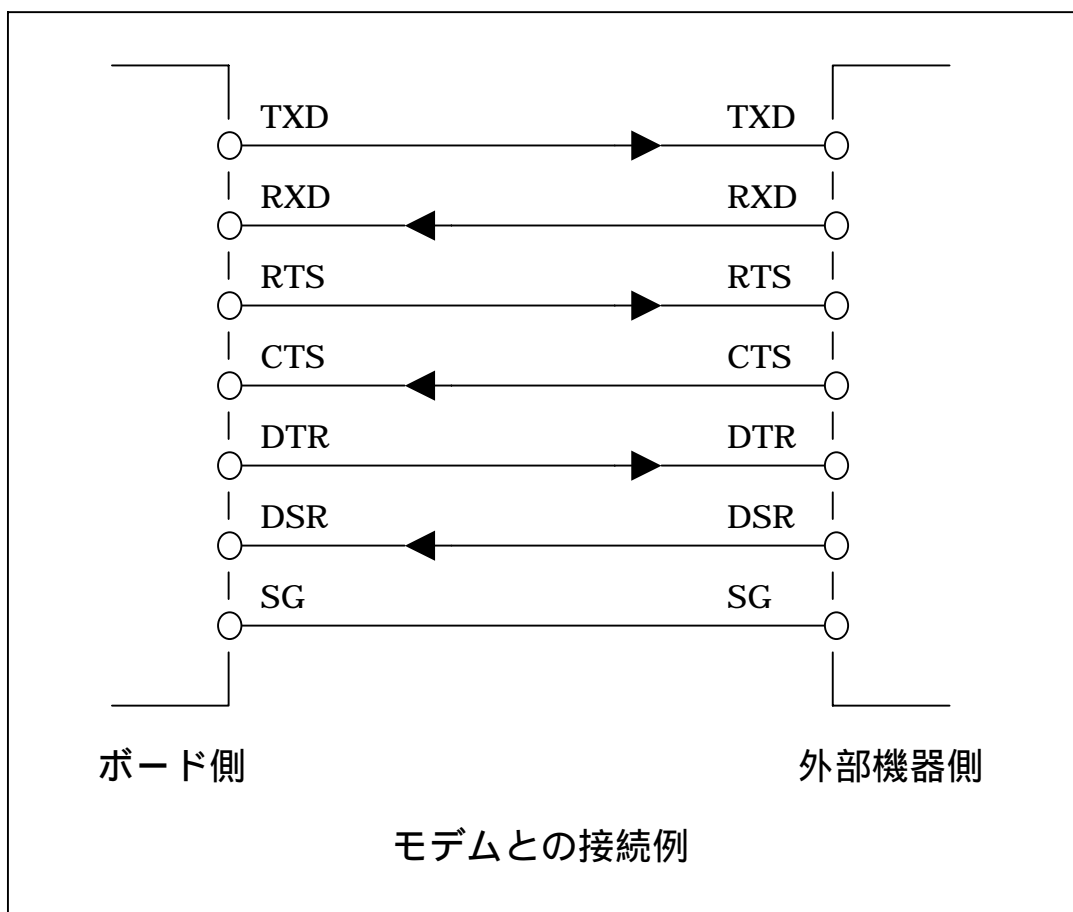 TXD TXD
RXD RXD
RTS RTS
CTS CTS
DTR DTR
DSR DSR
SG SG
ボード側 外部機器側
モデムとの接続例